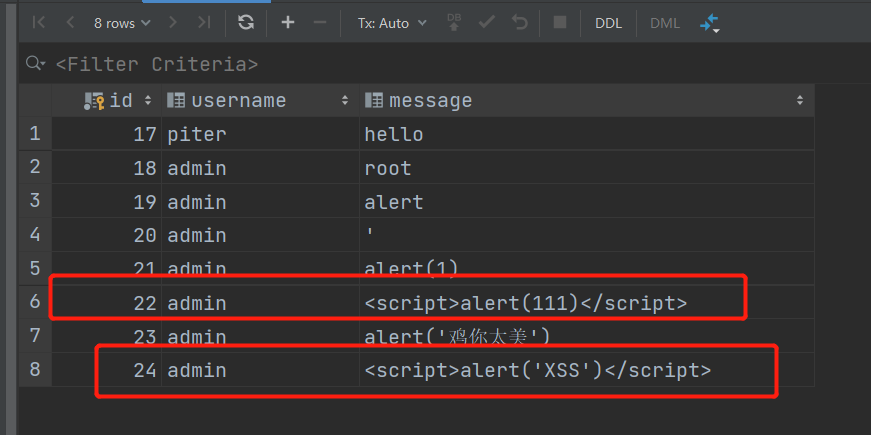 8 rows Tx: Auto DB DDL DML
<Filter Criteria>
id username message
1 17 piter hello
2 18 admin root
3 19 admin alert
4 20 admin '
5 21 admin alert(1)
6 22 admin <script>alert(111)</script>
7 23 admin alert('鸡你太美')
8 24 admin <script>alert('XSS')</script>